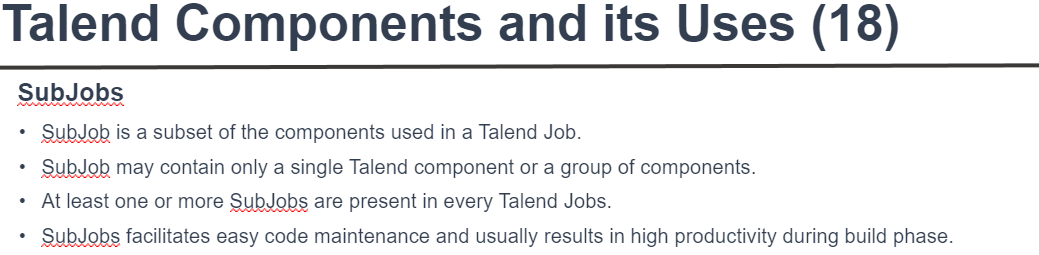 Talend Components and its Uses (18)
SubJobs
• SubJob is a subset of the components used in a Talend Job.
• SubJob may contain only a single Talend component or a group of components.
• At least one or more SubJobs are present in every Talend Jobs.
• SubJobs facilitates easy code maintenance and usually results in high productivity during build phase.